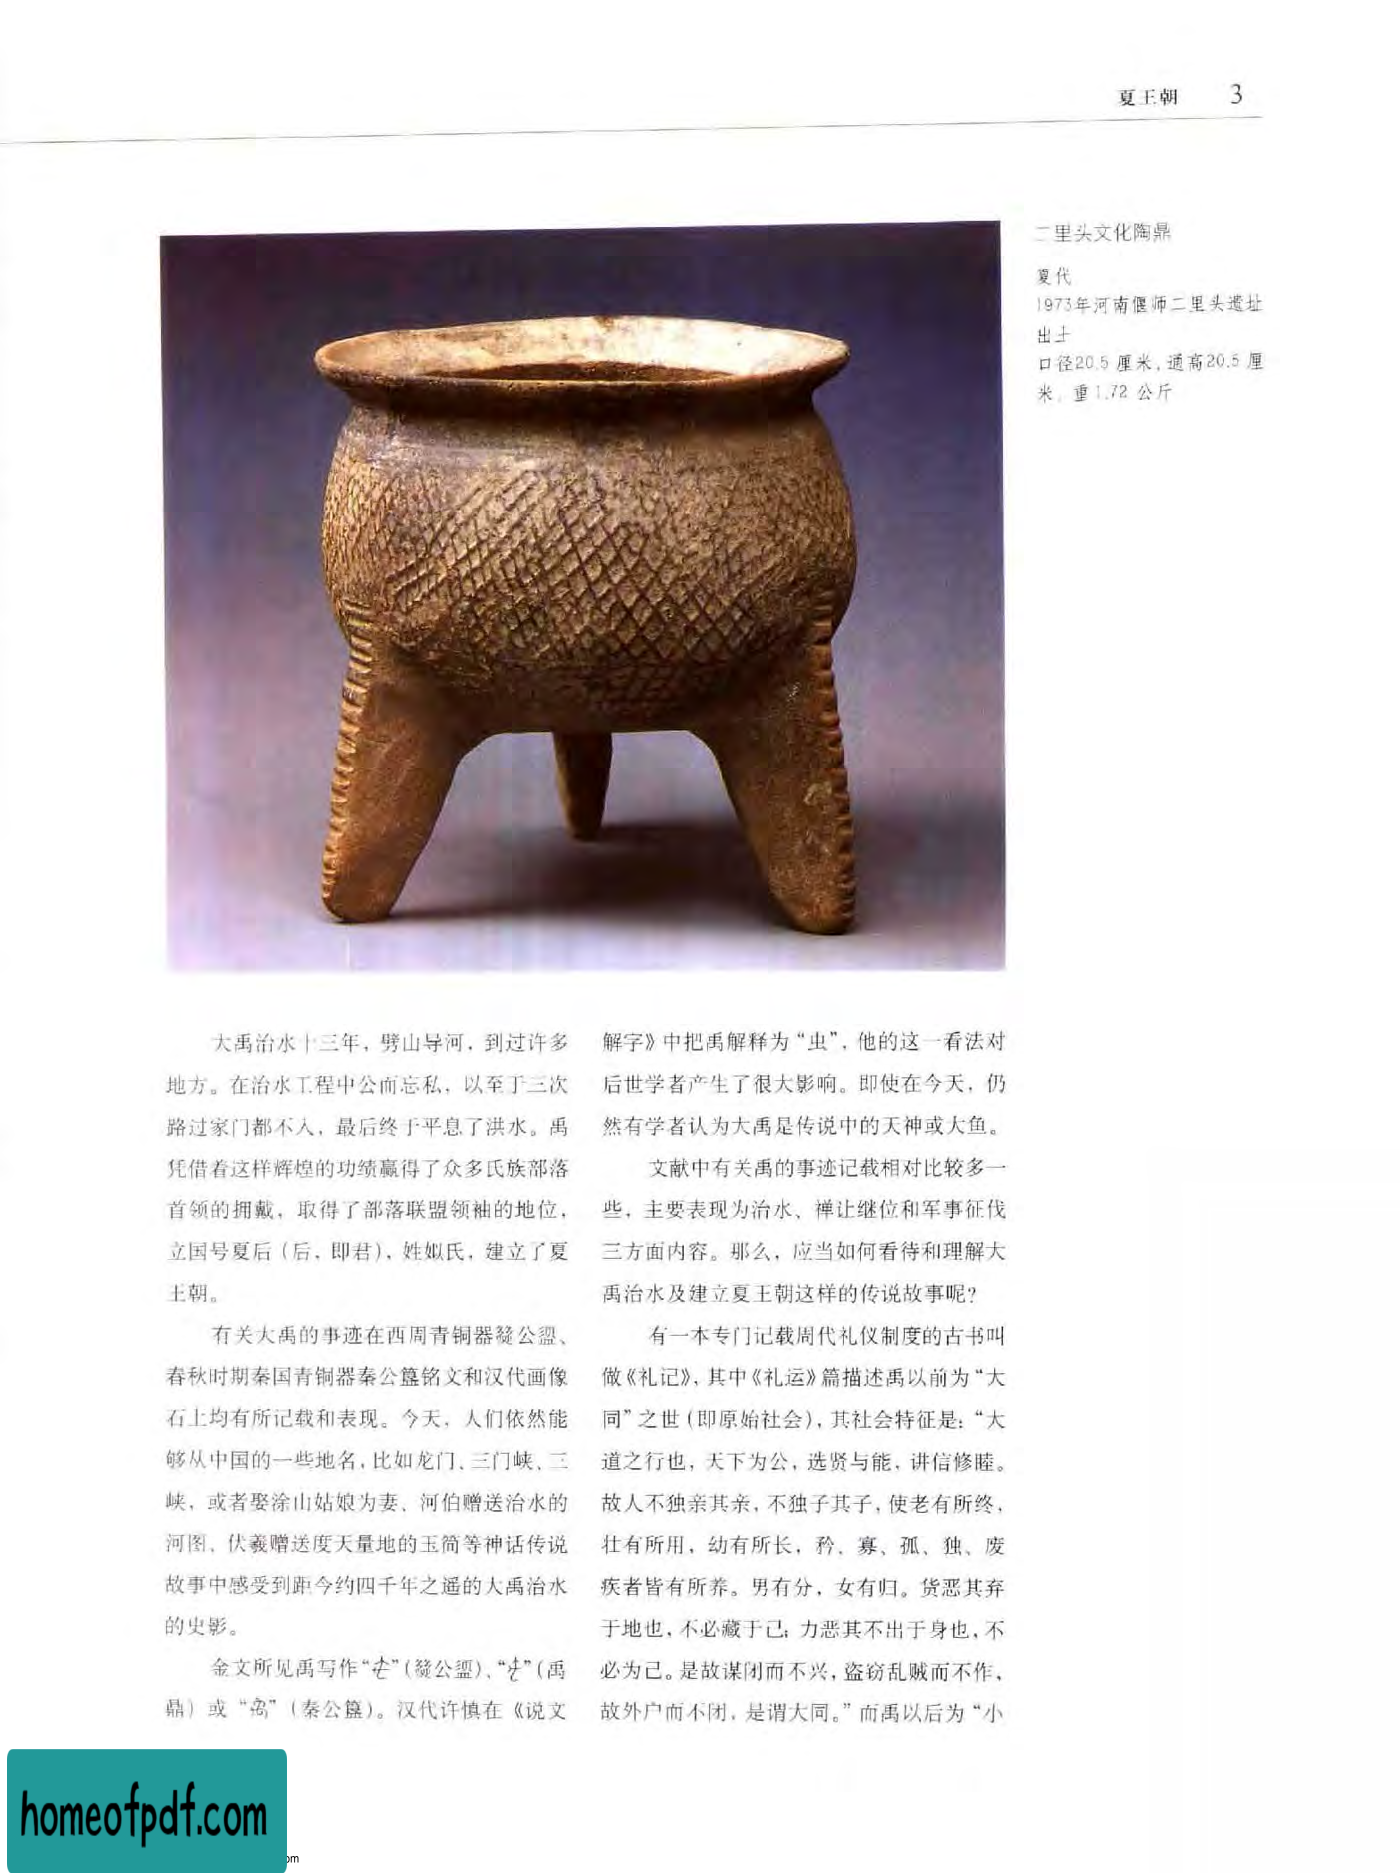 夏王朝 3
二里头文化陶鼎
夏代
1973年河南偃师二里头遗址
出土
口径20.5 厘米，通高20.5 厘
米，重1.72 公斤
大禹治水十三年，劈山导河，到过许多
地方。在治水工程中公而忘私，以至于三次
路过家门都不入，最后终于平息了洪水。禹
凭借着这样辉煌的功绩赢得了众多氏族部落
首领的拥戴，取得了部落联盟领袖的地位，
立国号夏后（后，即君），姓姒氏，建立了夏
王朝。
有关大禹的事迹在西周青铜器燹公盨、
春秋时期秦国青铜器秦公簋铭文和汉代画像
石上均有所记载和表现。今天，人们依然能
够从中国的一些地名，比如龙门、三门峡、三
峡，或者娶涂山姑娘为妻、河伯赠送治水的
河图、伏羲赠送度天量地的玉简等神话传说
故事中感受到距今约四千年之遥的大禹治水
的史影。
金文所见禹写作“”（燹公盨）、“”（禹
鼎）或“”（秦公簋）。汉代许慎在《说文
解字》中把禹解释为“虫”，他的这一看法对
后世学者产生了很大影响。即使在今天，仍
然有学者认为大禹是传说中的天神或大鱼。
文献中有关禹的事迹记载相对比较多一
些，主要表现为治水、禅让继位和军事征伐
三方面内容。那么，应当如何看待和理解大
禹治水及建立夏王朝这样的传说故事呢？
有一本专门记载周代礼仪制度的古书叫
做《礼记》，其中《礼运》篇描述禹以前为“大
同”之世（即原始社会），其社会特征是：“大
道之行也，天下为公，选贤与能，讲信修睦。
故人不独亲其亲，不独子其子，使老有所终，
壮有所用，幼有所长，矜、寡、孤、独、废
疾者皆有所养。男有分，女有归。货恶其弃
于地也，不必藏于己；力恶其不出于身也，不
必为己。是故谋闭而不兴，盗窃乱贼而不作，
故外户而不闭，是谓大同。”而禹以后为“小
homeofpdf.com
om